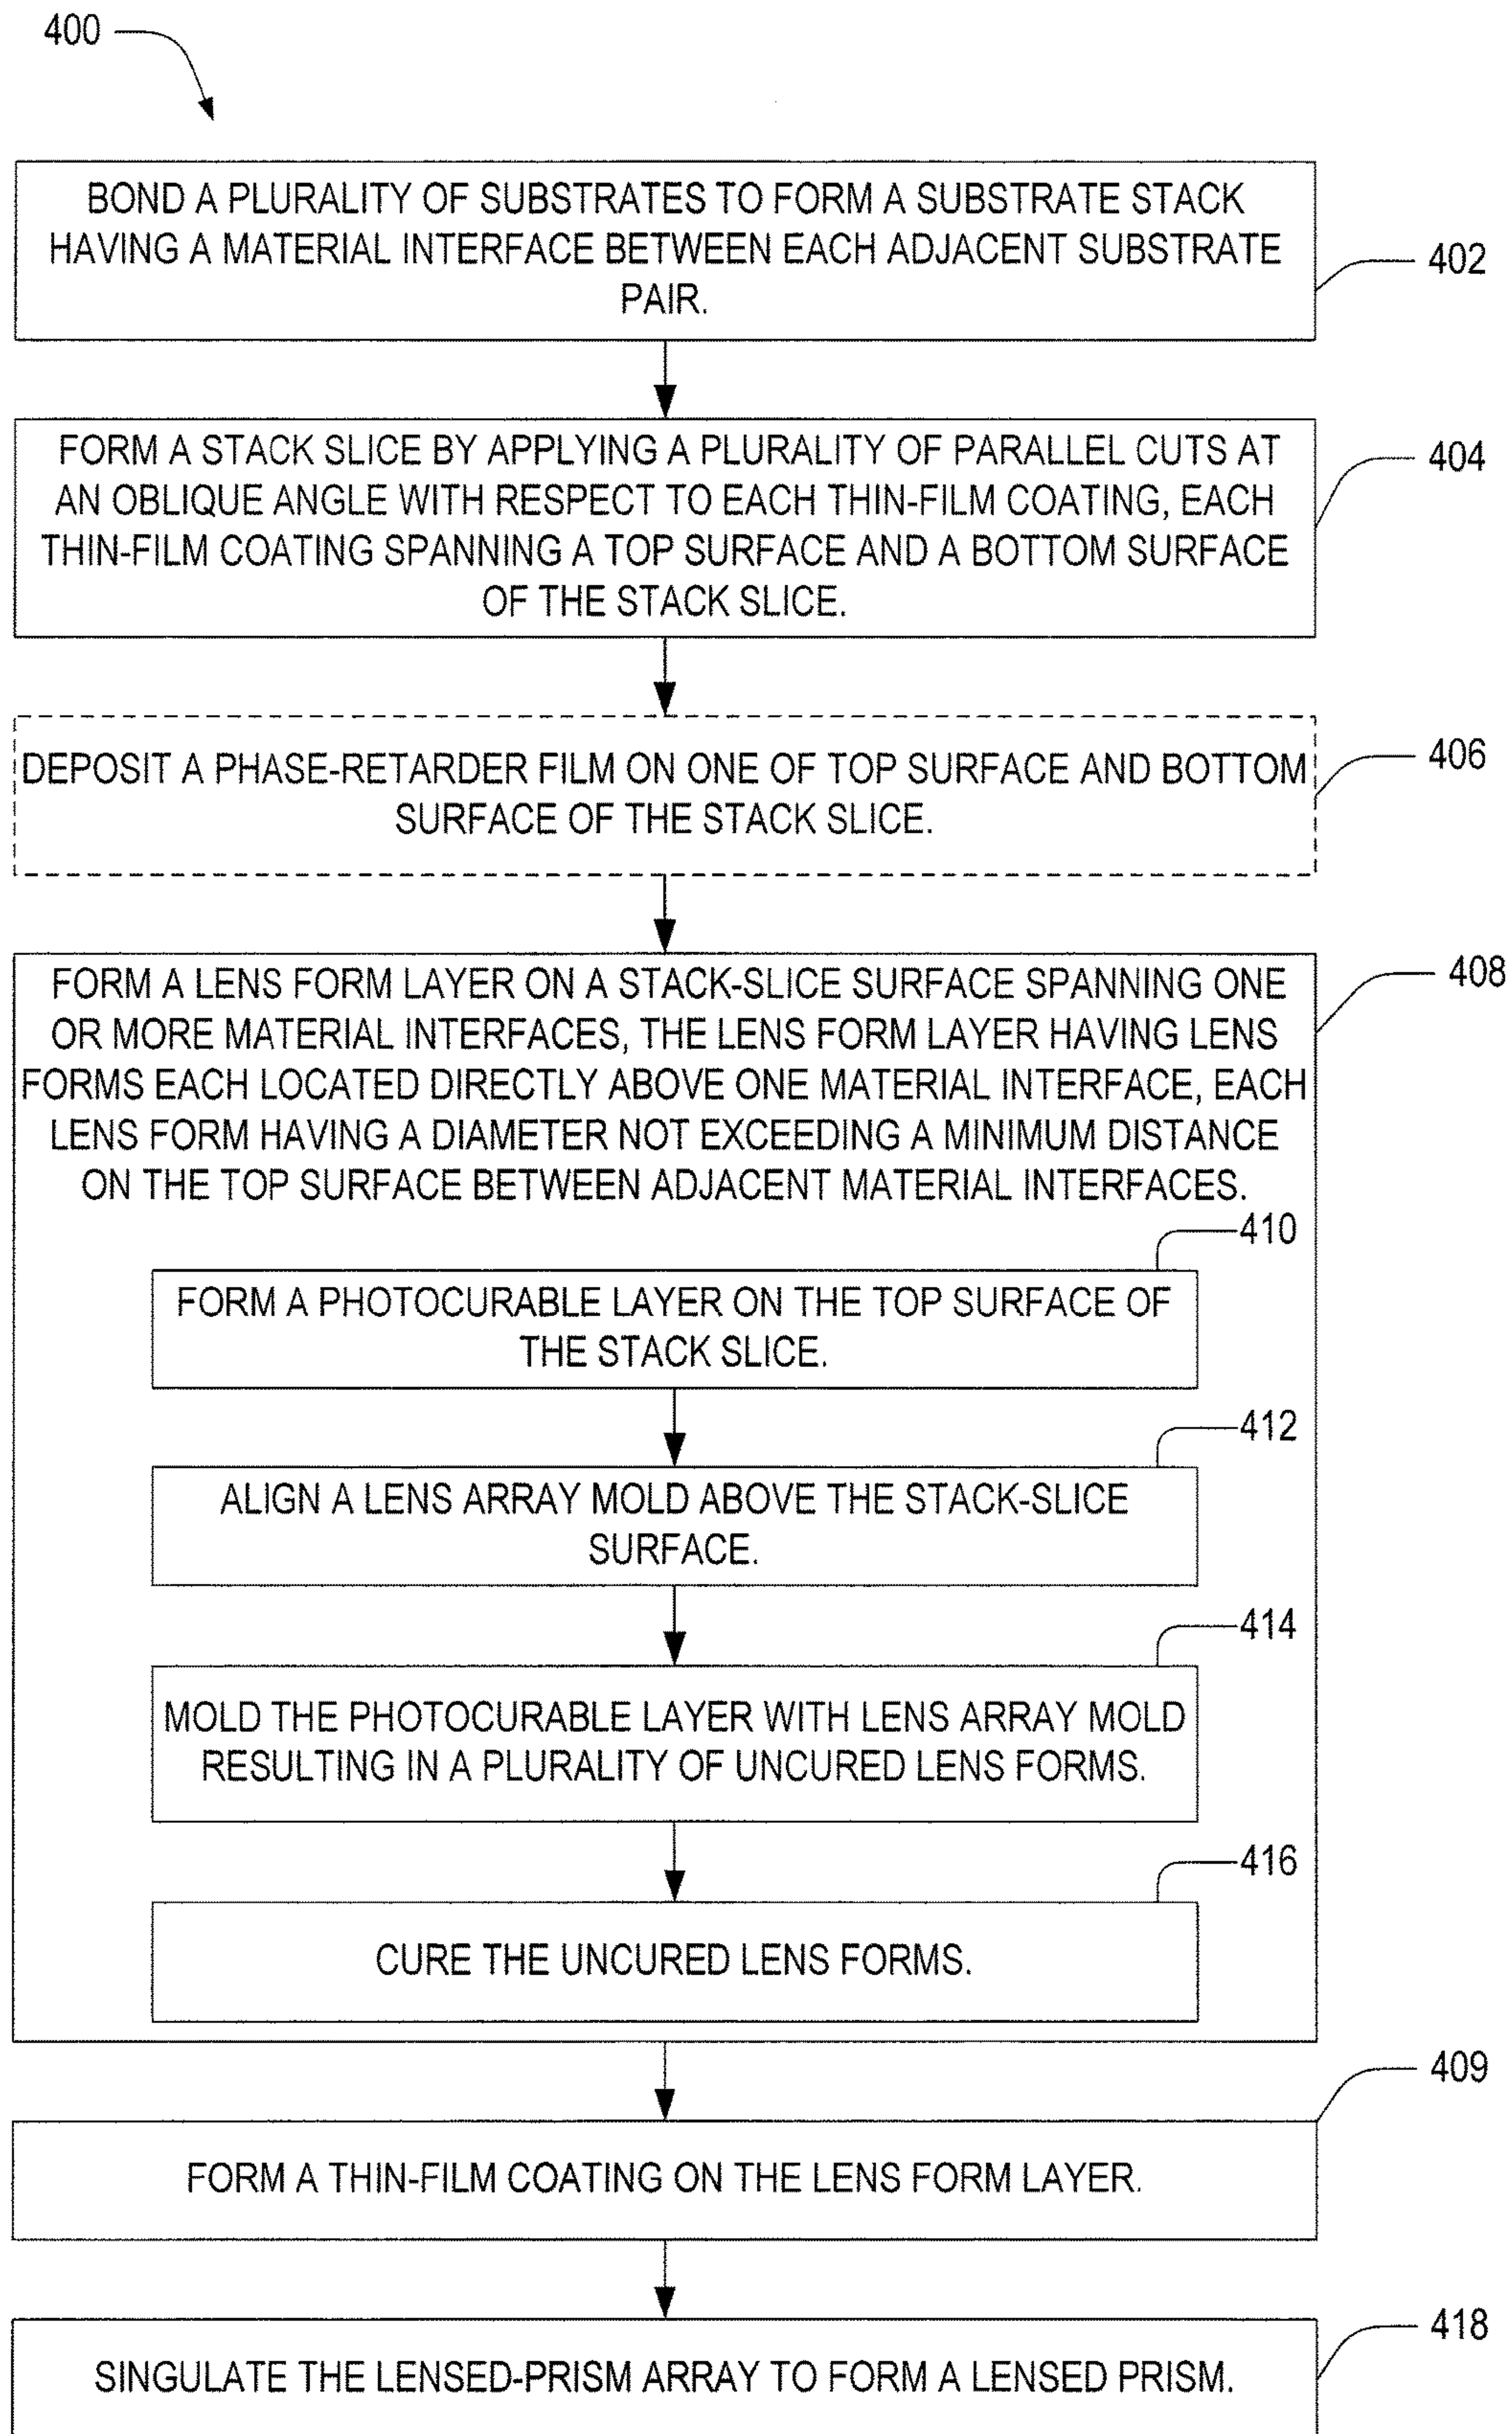 400
BOND A PLURALITY OF SUBSTRATES TO FORM A SUBSTRATE STACK
HAVING A MATERIAL INTERFACE BETWEEN EACH ADJACENT SUBSTRATE
PAIR.
402
FORM A STACK SLICE BY APPLYING A PLURALITY OF PARALLEL CUTS AT
AN OBLIQUE ANGLE WITH RESPECT TO EACH THIN-FILM COATING, EACH
THIN-FILM COATING SPANNING A TOP SURFACE AND A BOTTOM SURFACE
OF THE STACK SLICE.
404
DEPOSIT A PHASE-RETARDER FILM ON ONE OF TOP SURFACE AND BOTTOM
SURFACE OF THE STACK SLICE.
406
FORM A LENS FORM LAYER ON A STACK-SLICE SURFACE SPANNING ONE
OR MORE MATERIAL INTERFACES, THE LENS FORM LAYER HAVING LENS
FORMS EACH LOCATED DIRECTLY ABOVE ONE MATERIAL INTERFACE, EACH
LENS FORM HAVING A DIAMETER NOT EXCEEDING A MINIMUM DISTANCE
ON THE TOP SURFACE BETWEEN ADJACENT MATERIAL INTERFACES.
408
410
FORM A PHOTOCURABLE LAYER ON THE TOP SURFACE OF
THE STACK SLICE.
412
ALIGN A LENS ARRAY MOLD ABOVE THE STACK-SLICE
SURFACE.
414
MOLD THE PHOTOCURABLE LAYER WITH LENS ARRAY MOLD
RESULTING IN A PLURALITY OF UNCURED LENS FORMS.
416
CURE THE UNCURED LENS FORMS.
409
FORM A THIN-FILM COATING ON THE LENS FORM LAYER.
418
SINGULATE THE LENSED-PRISM ARRAY TO FORM A LENSED PRISM.